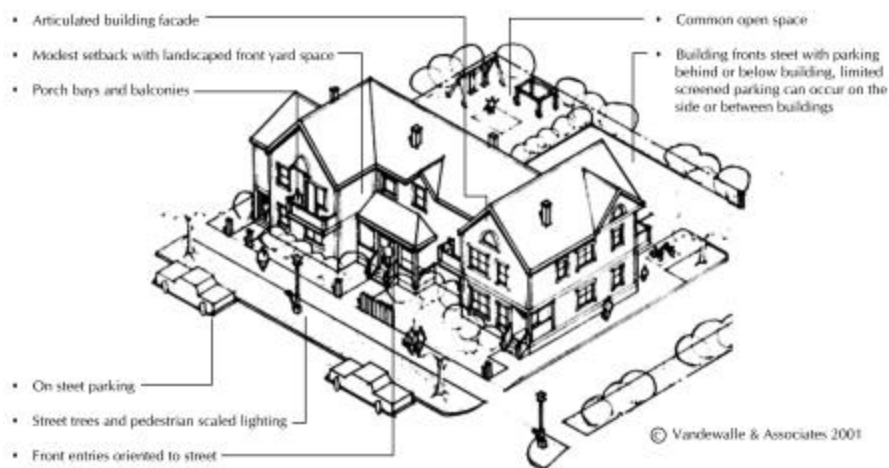 • Articulated building facade
• Modest setback with landscaped front yard space
• Porch bays and balconies
• Common open space
• Building fronts steet with parking
behind or below building, limited
screened parking can occur on the
side or between buildings
• On steet parking
• Street trees and pedestrian scaled lighting
• Front entries oriented to street
© Vandewalle & Associates 2001